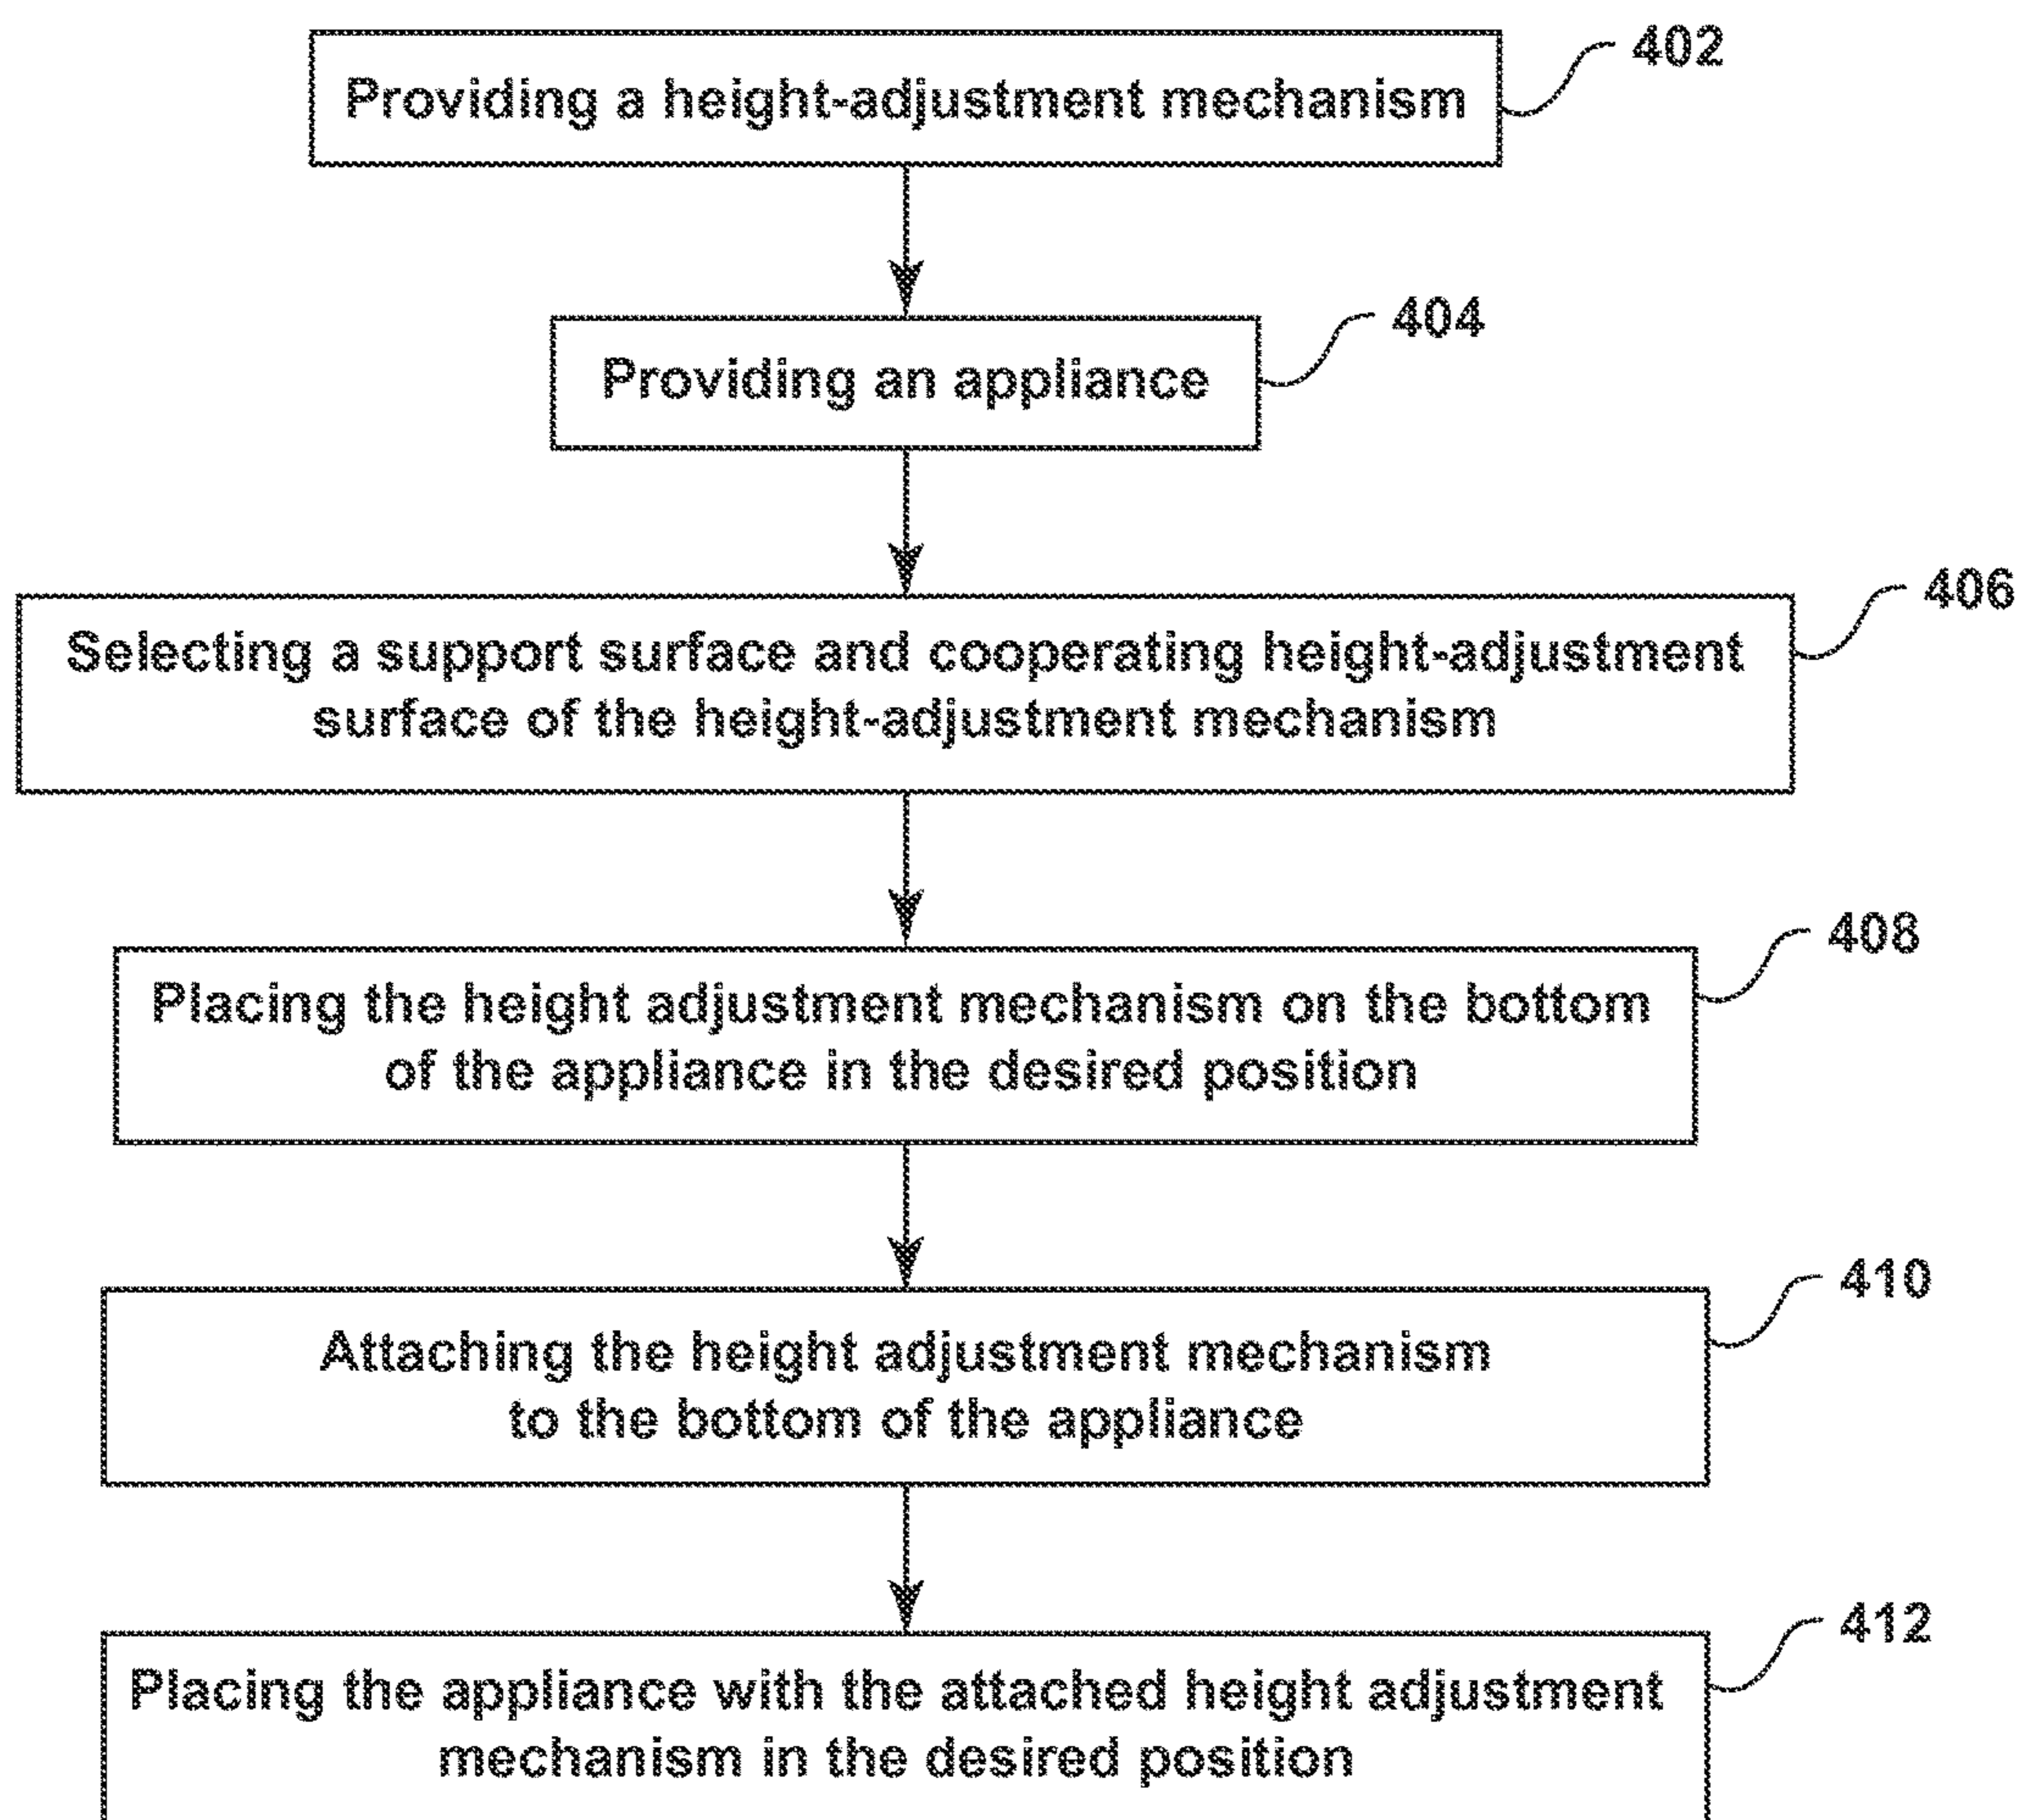 402
Providing a height-adjustment mechanism
404
Providing an appliance
406
Selecting a support surface and cooperating height-adjustment
surface of the height-adjustment mechanism
408
Placing the height adjustment mechanism on the bottom
of the appliance in the desired position
410
Attaching the height adjustment mechanism
to the bottom of the appliance
412
Placing the appliance with the attached height adjustment
mechanism in the desired position